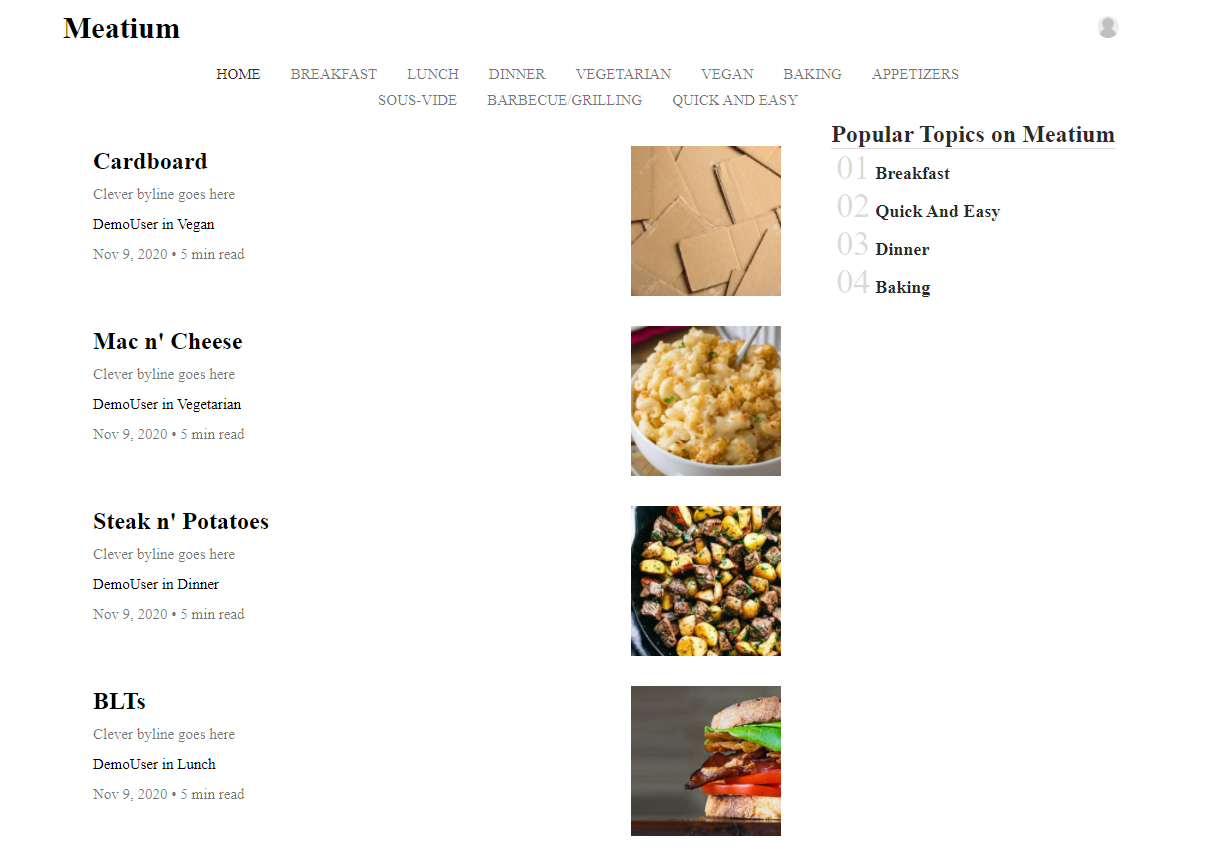 Meatium
HOME BREAKFAST LUNCH DINNER VEGETARIAN VEGAN BAKING APPETIZERS
SOUS-VIDE BARBECUE/GRILLING QUICK AND EASY
Cardboard
Clever byline goes here
DemoUser in Vegan
Nov 9, 2020 • 5 min read
Mac n' Cheese
Clever byline goes here
DemoUser in Vegetarian
Nov 9, 2020 • 5 min read
Steak n' Potatoes
Clever byline goes here
DemoUser in Dinner
Nov 9, 2020 • 5 min read
BLTs
Clever byline goes here
DemoUser in Lunch
Nov 9, 2020 • 5 min read
Popular Topics on Meatium
01 Breakfast
02 Quick And Easy
03 Dinner
04 Baking